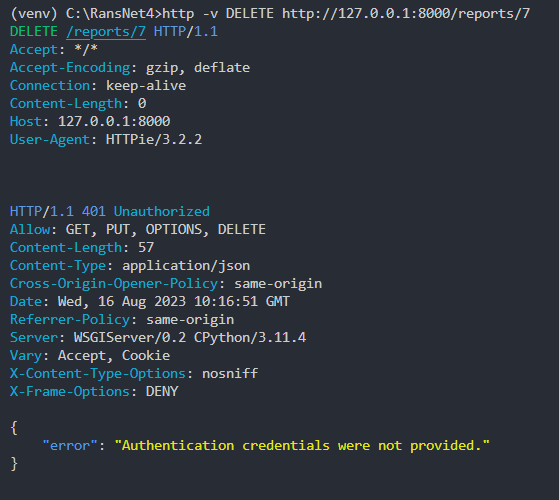 (venv) C:\RansNet4>http -v DELETE http://127.0.0.1:8000/reports/7
DELETE /reports/7 HTTP/1.1
Accept: */*
Accept-Encoding: gzip, deflate
Connection: keep-alive
Content-Length: 0
Host: 127.0.0.1:8000
User-Agent: HTTPie/3.2.2
HTTP/1.1 401 Unauthorized
Allow: GET, PUT, OPTIONS, DELETE
Content-Length: 57
Content-Type: application/json
Cross-Origin-Opener-Policy: same-origin
Date: Wed, 16 Aug 2023 10:16:51 GMT
Referrer-Policy: same-origin
Server: WSGIServer/0.2 CPython/3.11.4
Vary: Accept, Cookie
X-Content-Type-Options: nosniff
X-Frame-Options: DENY
{
    "error": "Authentication credentials were not provided."
}